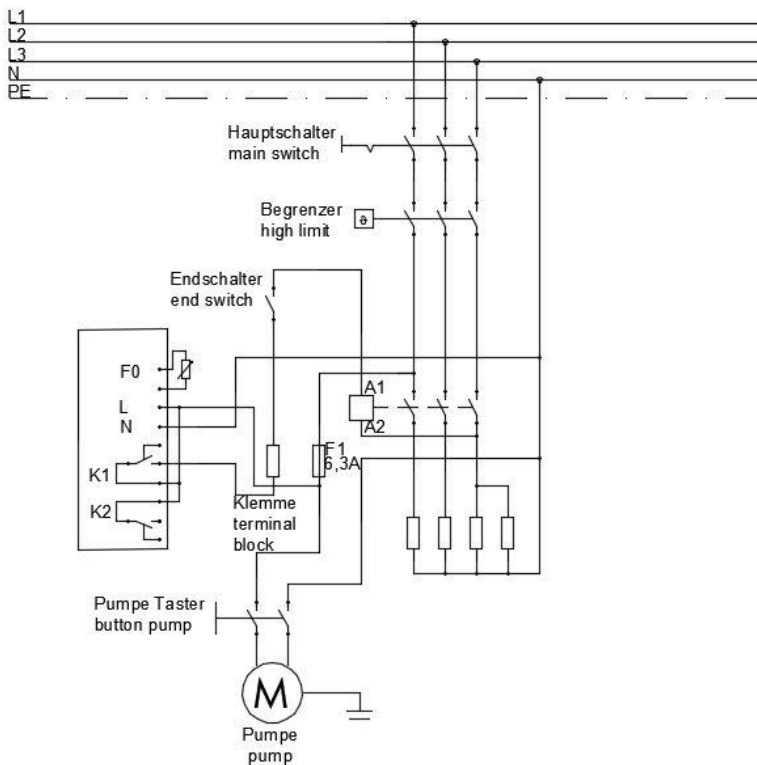 L1
L2
L3
N
PE
Hauptschalter
main switch
Begrenzer
high limit
ϑ
Endschalter
end switch
F0
L
N
K1
K2
A1
A2
F1
6,3A
Klemme
terminal
block
Pumpe Taster
button pump
M
Pumpe
pump